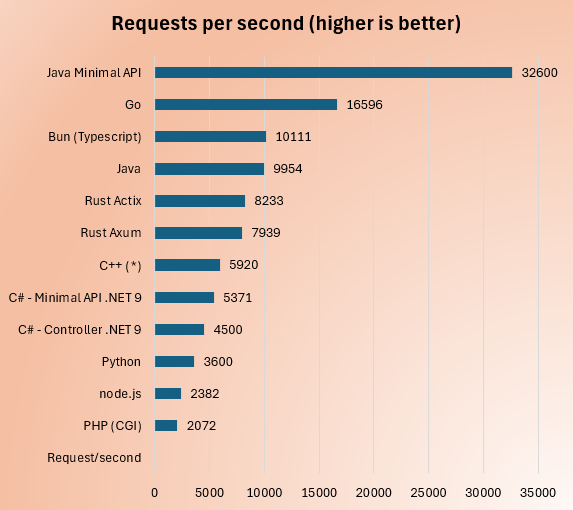 Requests per second (higher is better)
Java Minimal API 32600
Go 16596
Bun (Typescript) 10111
Java 9954
Rust Actix 8233
Rust Axum 7939
C++ (*) 5920
C# - Minimal API .NET 9 5371
C# - Controller .NET 9 4500
Python 3600
node.js 2382
PHP (CGI) 2072
Request/second
0 5000 10000 15000 20000 25000 30000 35000